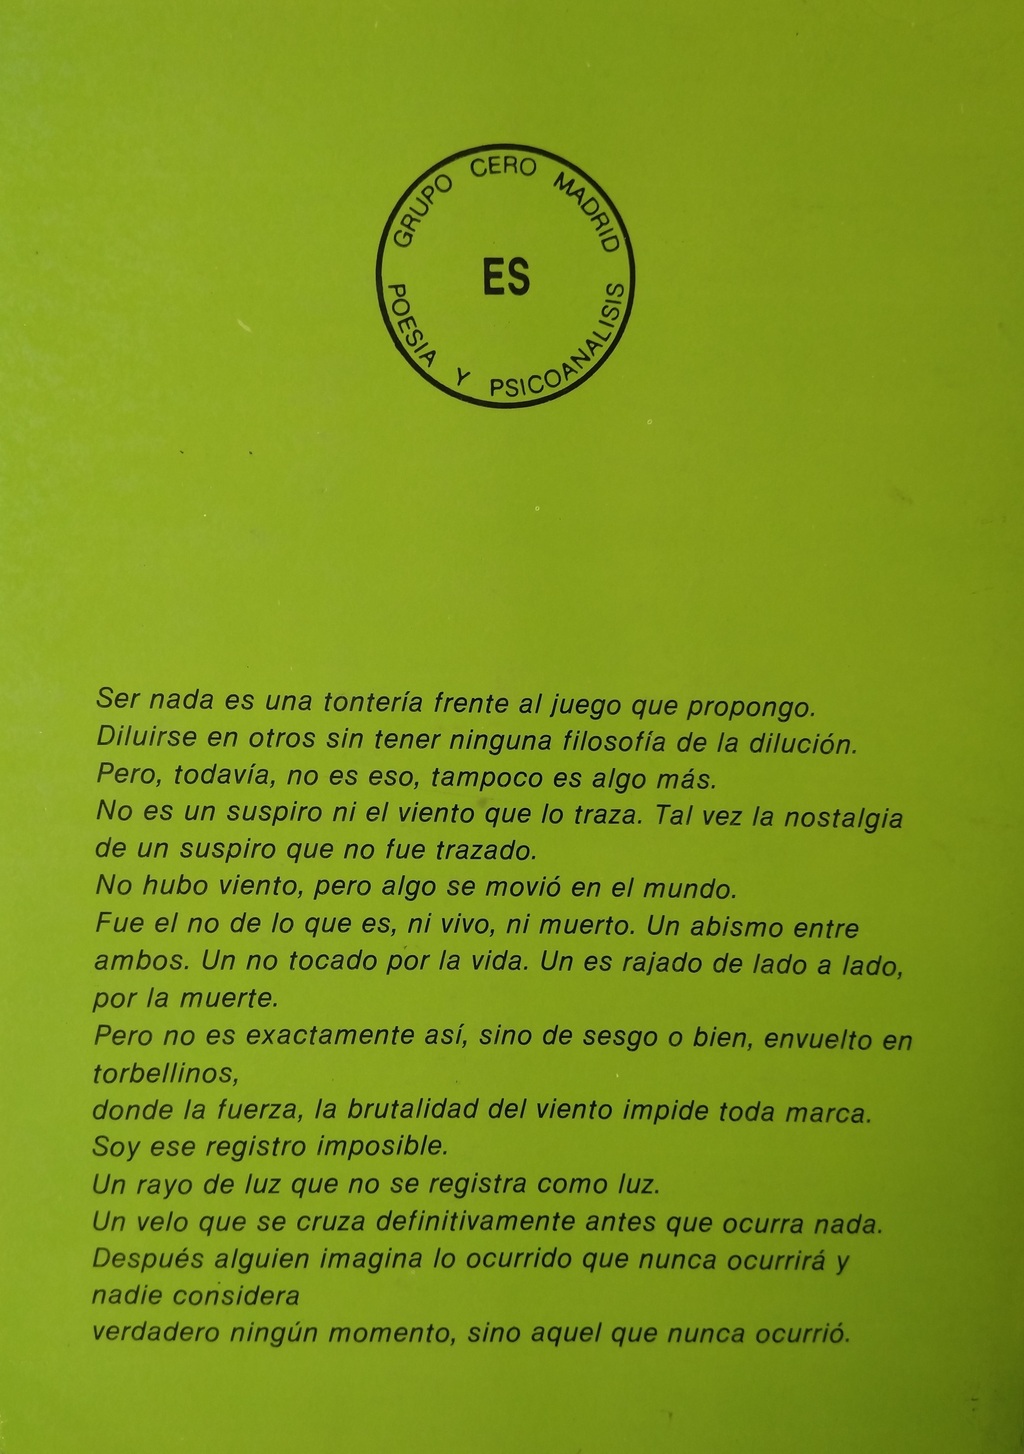 GRUPO CERO MADRID
ES
POESIA Y PSICOANALISIS
Ser nada es una tontería frente al juego que propongo.
Diluirse en otros sin tener ninguna filosofía de la dilución.
Pero, todavía, no es eso, tampoco es algo más.
No es un suspiro ni el viento que lo traza. Tal vez la nostalgia
de un suspiro que no fue trazado.
No hubo viento, pero algo se movió en el mundo.
Fue el no de lo que es, ni vivo, ni muerto. Un abismo entre
ambos. Un no tocado por la vida. Un es rajado de lado a lado,
por la muerte.
Pero no es exactamente así, sino de sesgo o bien, envuelto en
torbellinos,
donde la fuerza, la brutalidad del viento impide toda marca.
Soy ese registro imposible.
Un rayo de luz que no se registra como luz.
Un velo que se cruza definitivamente antes que ocurra nada.
Después alguien imagina lo ocurrido que nunca ocurrirá y
nadie considera
verdadero ningún momento, sino aquel que nunca ocurrió.